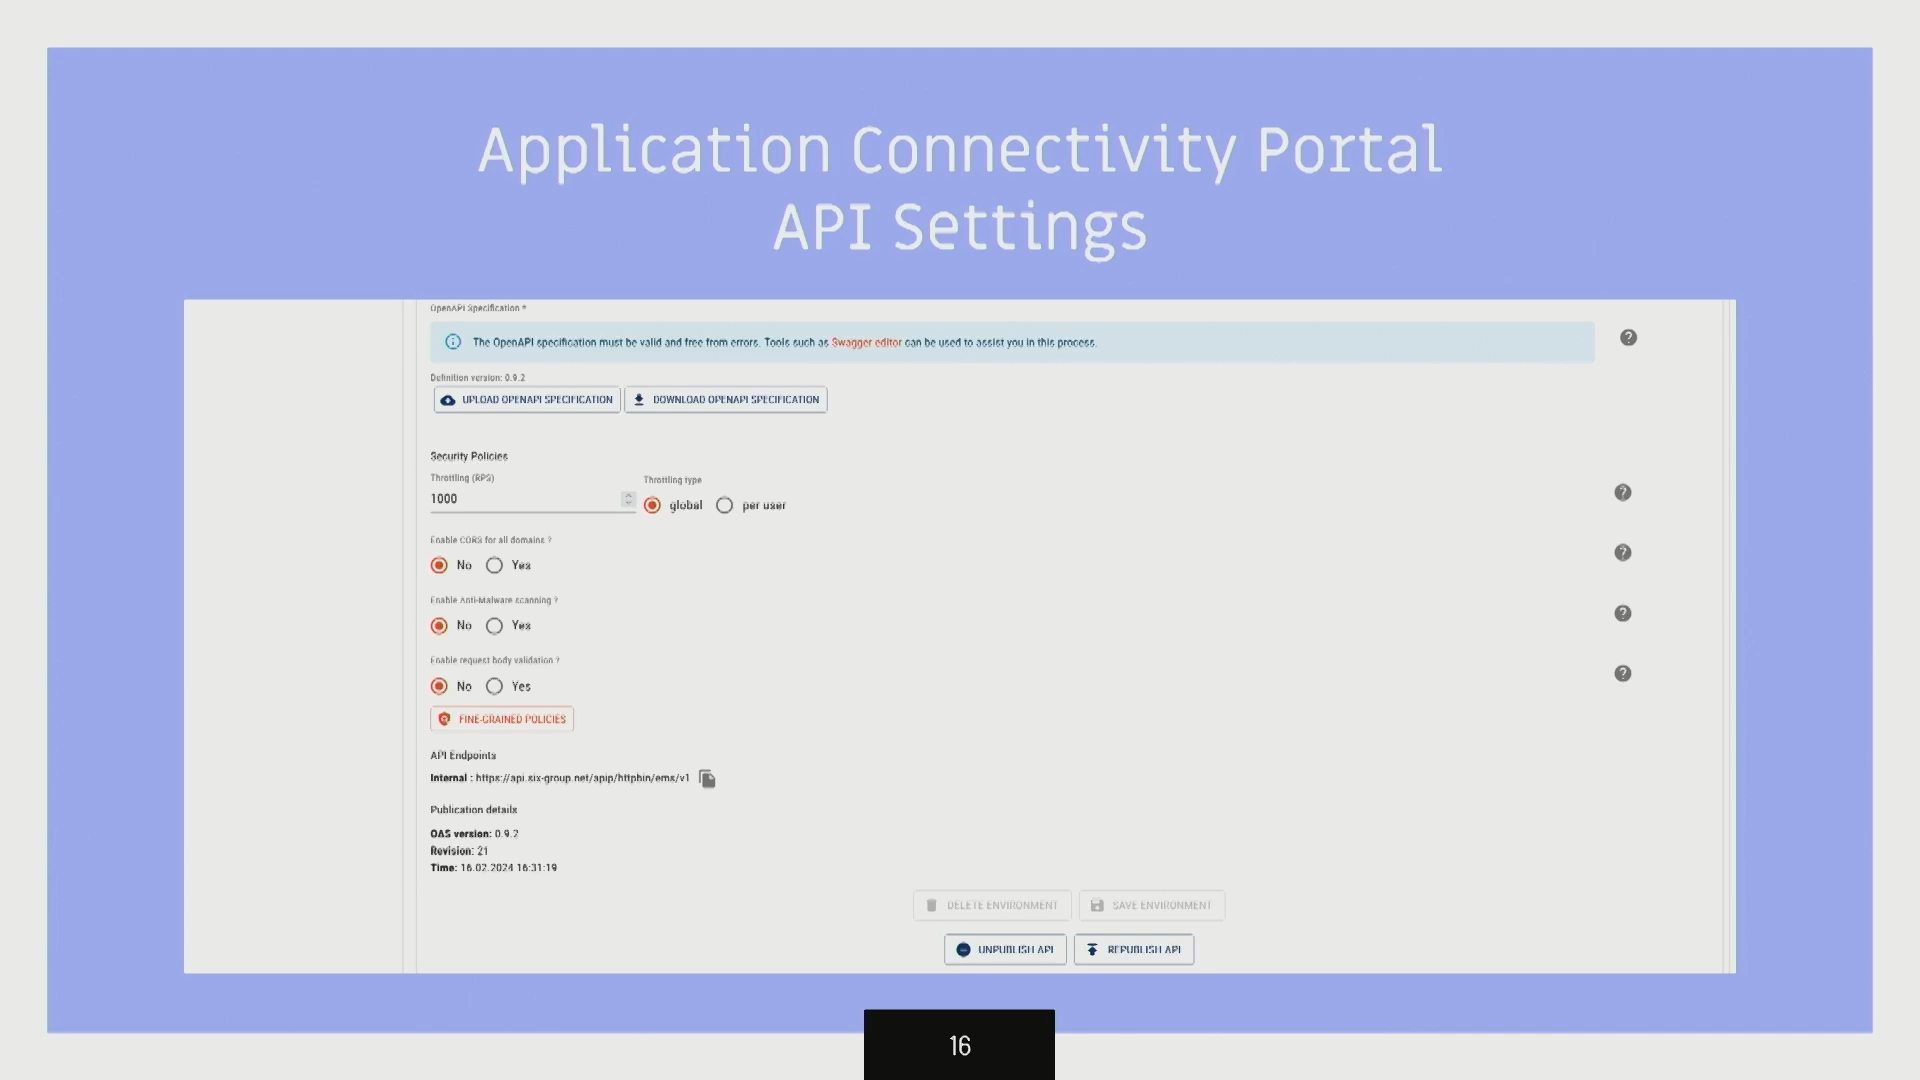 Application Connectivity Portal
API Settings
OpenAPI Specification *
The OpenAPI specification must be valid and free from errors. Tools such as Swagger editor can be used to assist you in this process.
Definition version: 0.9.2
UPLOAD OPENAPI SPECIFICATION
DOWNLOAD OPENAPI SPECIFICATION
Security Policies
Throttling (RPS)
Throttling type
1000
global
per user
Enable CORS for all domains ?
No
Yes
Enable Anti-Malware scanning ?
No
Yes
Enable request body validation ?
No
Yes
FINE-GRAINED POLICIES
API Endpoints
Internal : https://api.six-group.net/apip/httpbin/ems/v1
Publication details
OAS version: 0.9.2
Revision: 21
Time: 16.02.2024 16:31:19
DELETE ENVIRONMENT
SAVE ENVIRONMENT
UNPUBLISH API
REPUBLISH API
16